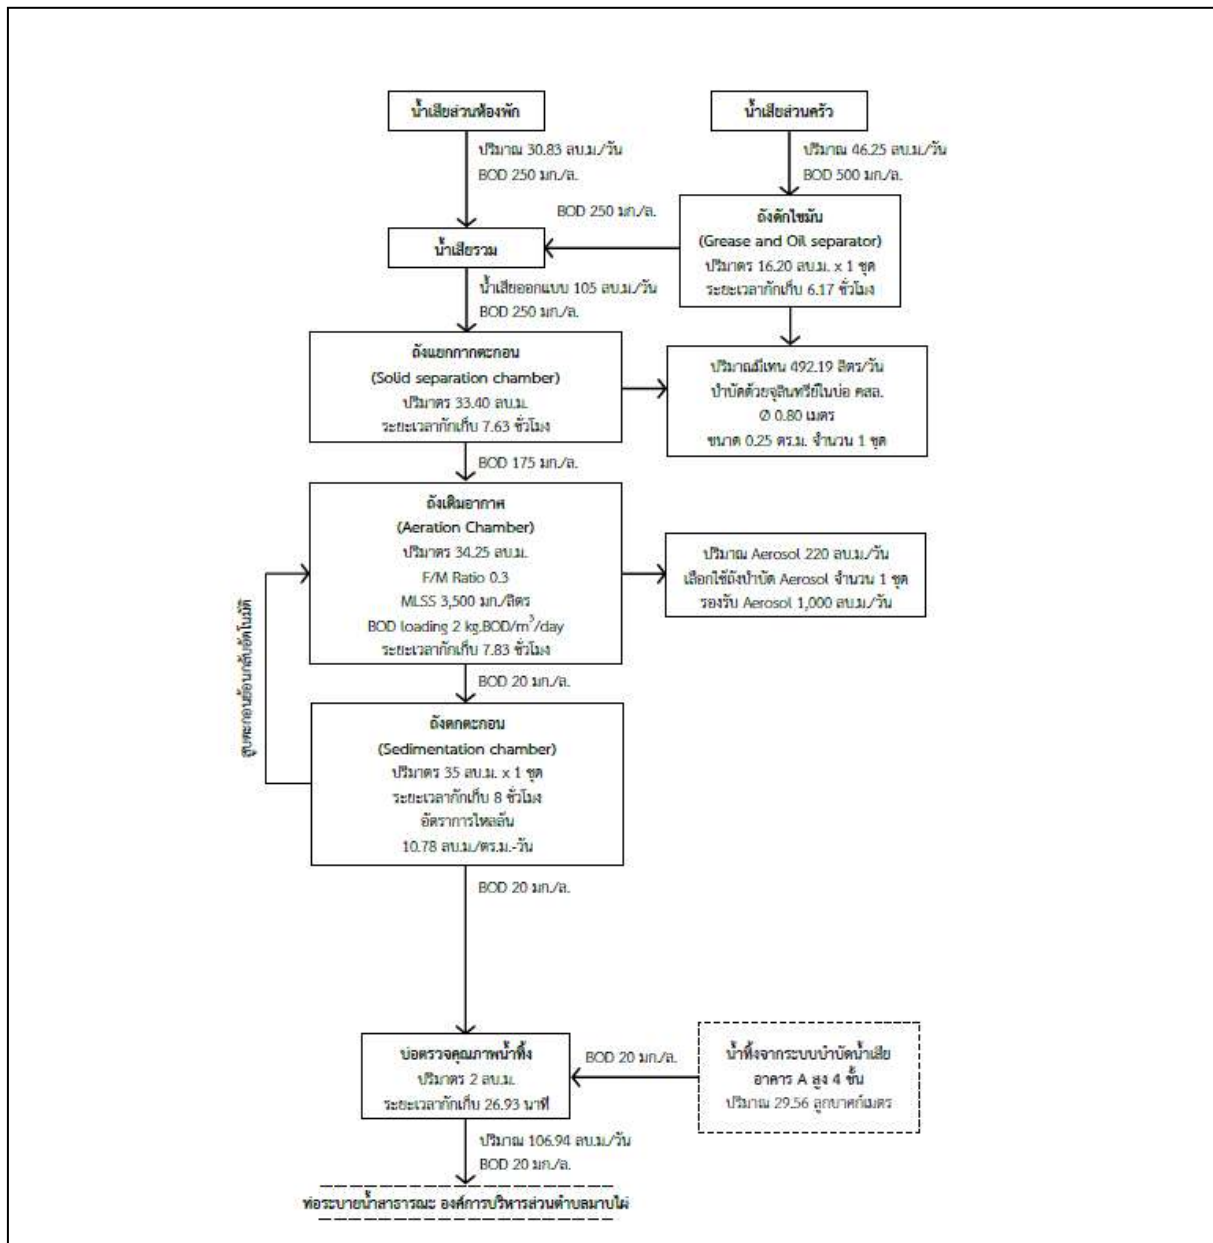 น้ำเสียส่วนห้องพัก
น้ำเสียส่วนครัว
ปริมาณ 30.83 ลบ.ม./วัน
BOD 250 มก./ล.
ปริมาณ 46.25 ลบ.ม./วัน
BOD 500 มก./ล.
BOD 250 มก./ล.
ถังดักไขมัน
(Grease and Oil separator)
ปริมาตร 16.20 ลบ.ม. x 1 ชุด
ระยะเวลากักเก็บ 6.17 ชั่วโมง
น้ำเสียรวม
น้ำเสียออกแบบ 105 ลบ.ม./วัน
BOD 250 มก./ล.
ถังแยกกากตะกอน
(Solid separation chamber)
ปริมาตร 33.40 ลบ.ม.
ระยะเวลากักเก็บ 7.63 ชั่วโมง
ปริมาณมีเทน 492.19 ลิตร/วัน
บำบัดด้วยจุลินทรีย์ในบ่อ คสล.
Ø 0.80 เมตร
ขนาด 0.25 ตร.ม. จำนวน 1 ชุด
BOD 175 มก./ล.
ถังเติมอากาศ
(Aeration Chamber)
ปริมาตร 34.25 ลบ.ม.
F/M Ratio 0.3
MLSS 3,500 มก./ลิตร
BOD loading 2 kg.BOD/m³/day
ระยะเวลากักเก็บ 7.83 ชั่วโมง
ปริมาณ Aerosol 220 ลบ.ม./วัน
เลือกใช้ถังบำบัด Aerosol จำนวน 1 ชุด
รองรับ Aerosol 1,000 ลบ.ม./วัน
สูบตะกอนย้อนกลับอัตโนมัติ
BOD 20 มก./ล.
ถังตกตะกอน
(Sedimentation chamber)
ปริมาตร 35 ลบ.ม. x 1 ชุด
ระยะเวลากักเก็บ 8 ชั่วโมง
อัตราการไหลล้น
10.78 ลบ.ม./ตร.ม.-วัน
BOD 20 มก./ล.
บ่อตรวจคุณภาพน้ำทิ้ง
ปริมาตร 2 ลบ.ม.
ระยะเวลากักเก็บ 26.93 นาที
BOD 20 มก./ล.
น้ำทิ้งจากระบบบำบัดน้ำเสีย
อาคาร A สูง 4 ชั้น
ปริมาณ 29.56 ลูกบาศก์เมตร
ปริมาณ 106.94 ลบ.ม./วัน
BOD 20 มก./ล.
ท่อระบายน้ำสาธารณะ องค์การบริหารส่วนตำบลมาบไผ่